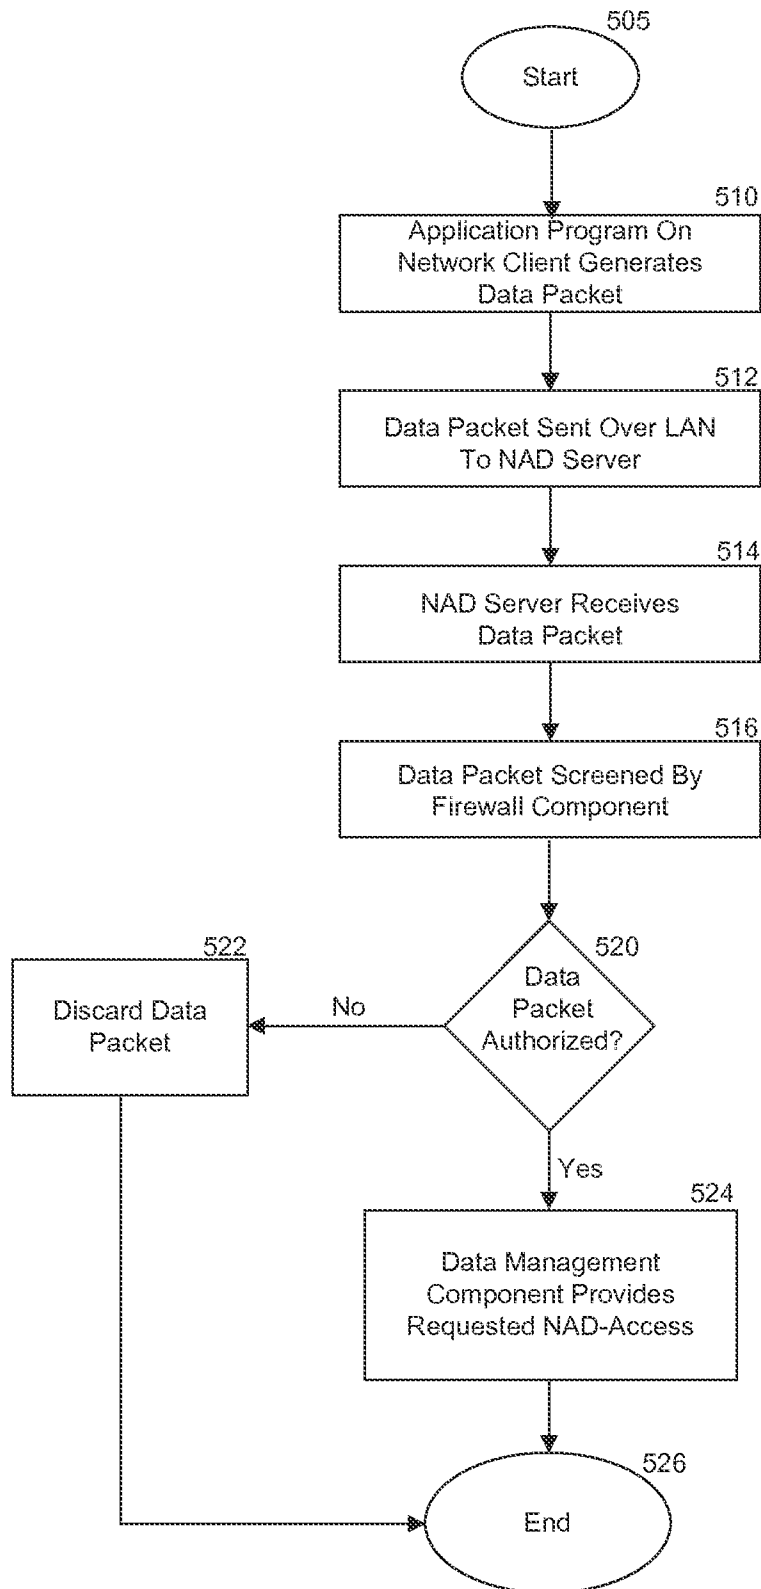 505
Start
510
Application Program On
Network Client Generates
Data Packet
512
Data Packet Sent Over LAN
To NAD Server
514
NAD Server Receives
Data Packet
516
Data Packet Screened By
Firewall Component
520
Data
Packet
Authorized?
No
522
Discard Data
Packet
Yes
524
Data Management
Component Provides
Requested NAD-Access
526
End